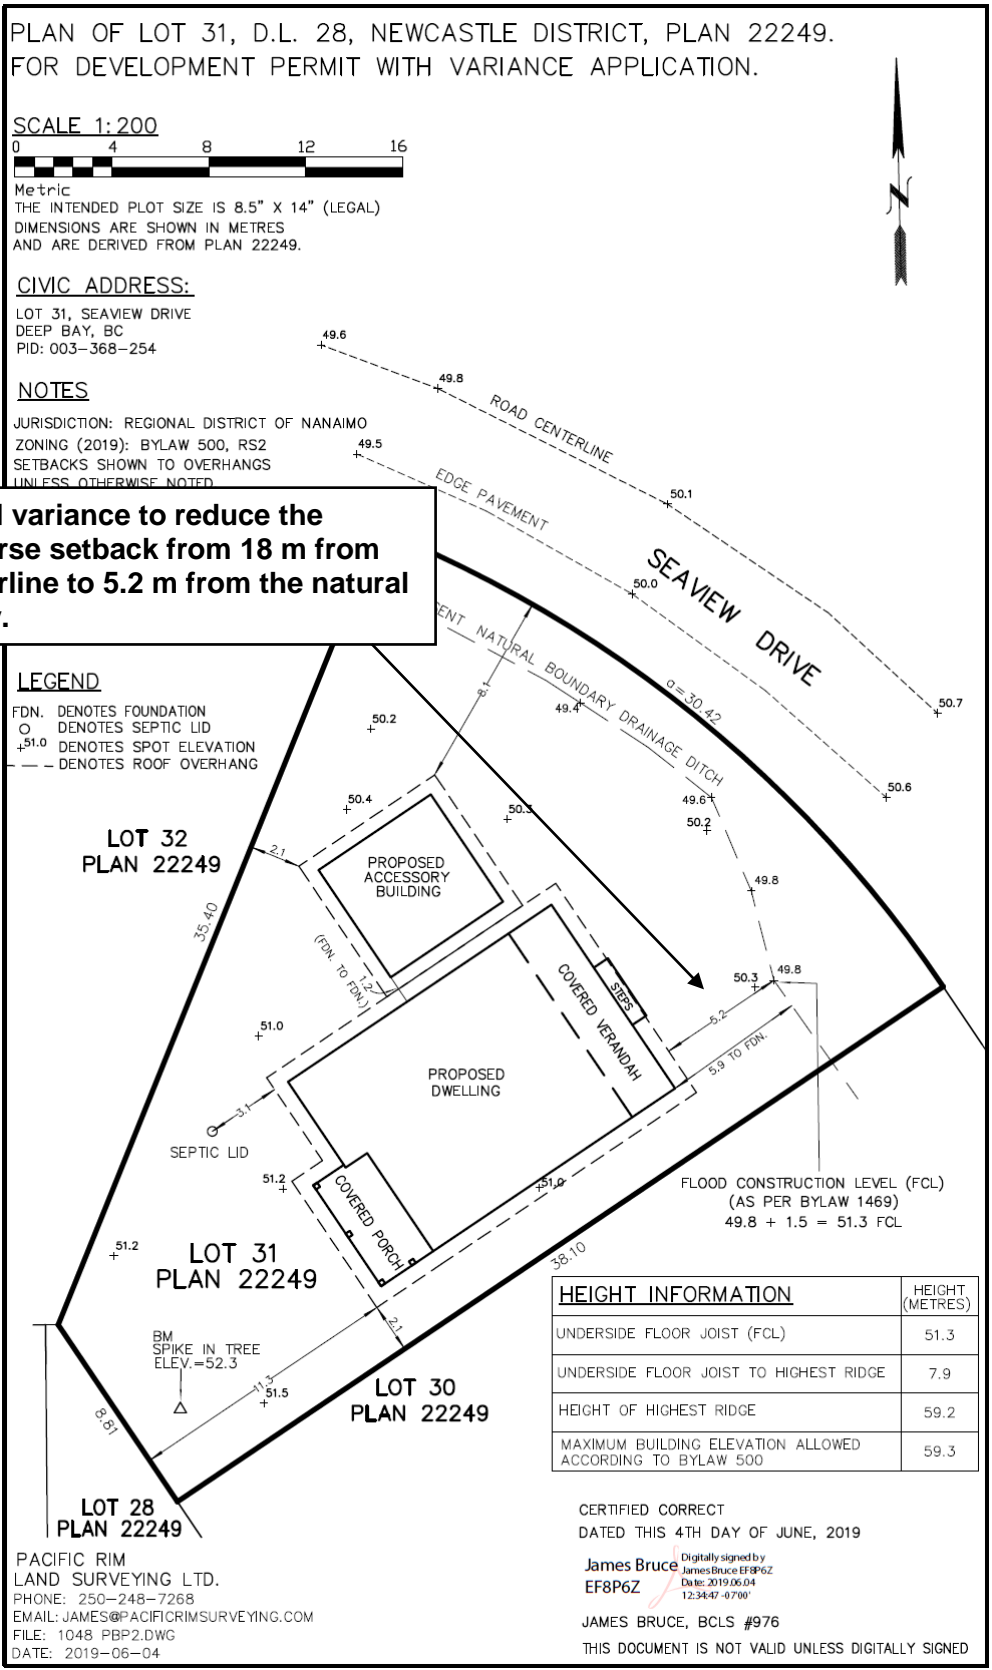 PLAN OF LOT 31, D.L. 28, NEWCASTLE DISTRICT, PLAN 22249.
FOR DEVELOPMENT PERMIT WITH VARIANCE APPLICATION.
SCALE 1:200
0 4 8 12 16
Metric
THE INTENDED PLOT SIZE IS 8.5" X 14" (LEGAL)
DIMENSIONS ARE SHOWN IN METRES
AND ARE DERIVED FROM PLAN 22249.
N
CIVIC ADDRESS:
LOT 31, SEAVIEW DRIVE
DEEP BAY, BC
PID: 003-368-254
NOTES
JURISDICTION: REGIONAL DISTRICT OF NANAIMO
ZONING (2019): BYLAW 500, RS2
SETBACKS SHOWN TO OVERHANGS
UNLESS OTHERWISE NOTED
variance to reduce the
setback from 18 m from
to 5.2 m from the natural
LEGEND
FDN. DENOTES FOUNDATION
DENOTES SEPTIC LID
51.0 DENOTES SPOT ELEVATION
DENOTES ROOF OVERHANG
49.6
49.8
ROAD CENTERLINE
50.1
50.7
49.5
EDGE PAVEMENT
50.0
50.6
SEAVIEW DRIVE
NATURAL BOUNDARY DRAINAGE DITCH
a=30.42
49.4
49.6
50.2
49.8
49.8
50.3
8.1
50.2
50.4
LOT 32
PLAN 22249
2.1
35.40
PROPOSED
ACCESSORY
BUILDING
(FDN. TO FDN.)
1.2
COVERED VERANDAH
STEPS
5.2
5.9 TO FDN.
51.0
PROPOSED
DWELLING
3.1
SEPTIC LID
51.2
COVERED PORCH
51.0
51.2
LOT 31
PLAN 22249
38.10
FLOOD CONSTRUCTION LEVEL (FCL)
(AS PER BYLAW 1469)
49.8 + 1.5 = 51.3 FCL
BM
SPIKE IN TREE
ELEV.=52.3
2.1
11.3
51.5
8.81
LOT 30
PLAN 22249
LOT 28
PLAN 22249
HEIGHT INFORMATION HEIGHT (METRES)
UNDERSIDE FLOOR JOIST (FCL) 51.3
UNDERSIDE FLOOR JOIST TO HIGHEST RIDGE 7.9
HEIGHT OF HIGHEST RIDGE 59.2
MAXIMUM BUILDING ELEVATION ALLOWED
ACCORDING TO BYLAW 500 59.3
PACIFIC RIM
LAND SURVEYING LTD.
PHONE: 250-248-7268
EMAIL: JAMES@PACIFICRIMSURVEYING.COM
FILE: 1048 PBP2.DWG
DATE: 2019-06-04
CERTIFIED CORRECT
DATED THIS 4TH DAY OF JUNE, 2019
James Bruce
EF8P6Z
Digitally signed by
James Bruce EF8P6Z
Date: 2019.06.04
12:34:47 -07'00'
JAMES BRUCE, BCLS #976
THIS DOCUMENT IS NOT VALID UNLESS DIGITALLY SIGNED